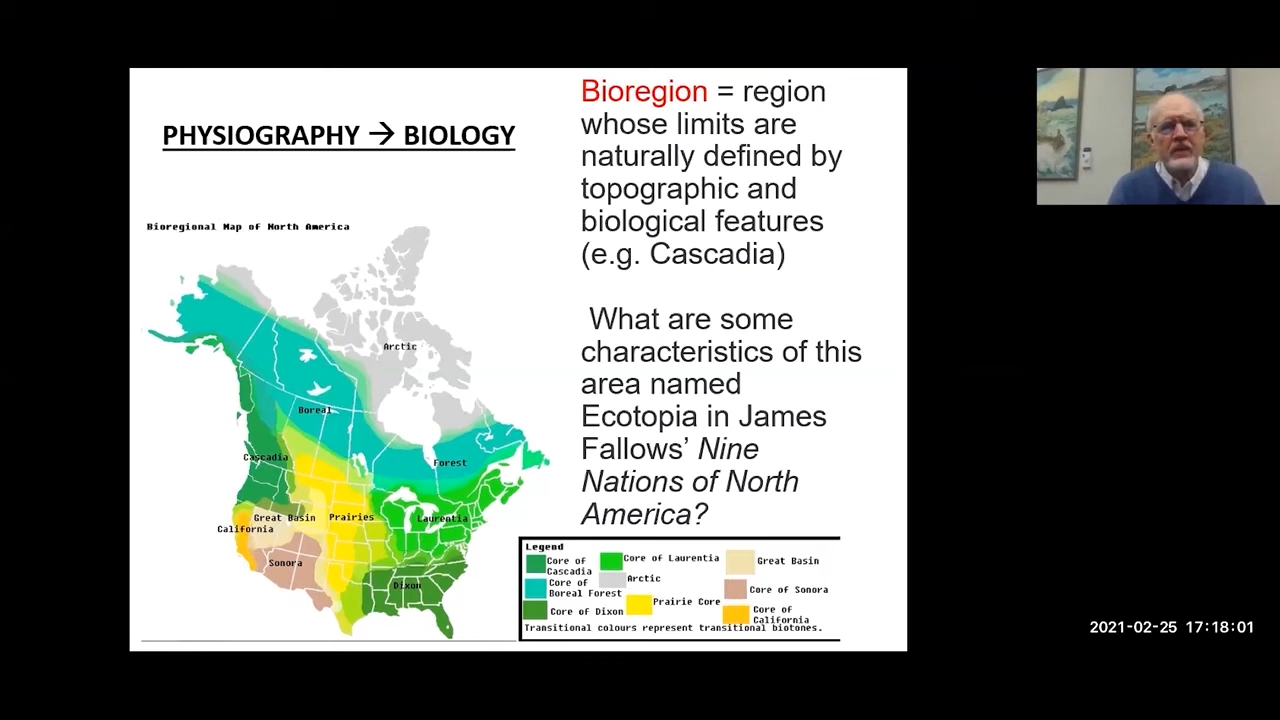 PHYSIOGRAPHY → BIOLOGY
Bioregion = region
whose limits are
naturally defined by
topographic and
biological features
(e.g. Cascadia)
What are some
characteristics of this
area named
Ecotopia in James
Fallows’ Nine
Nations of North
America?
Bioregional Map of North America
Arctic
Boreal
Cascadia
Forest
Great Basin
Prairies
Laurentia
California
Sonora
Dixon
Legend
Core of
Cascadia
Core of Laurentia
Great Basin
Core of
Boreal Forest
Arctic
Core of Sonora
Core of Dixon
Prairie Core
Core of
California
Transitional colours represent transitional biotones.
2021-02-25 17:18:01